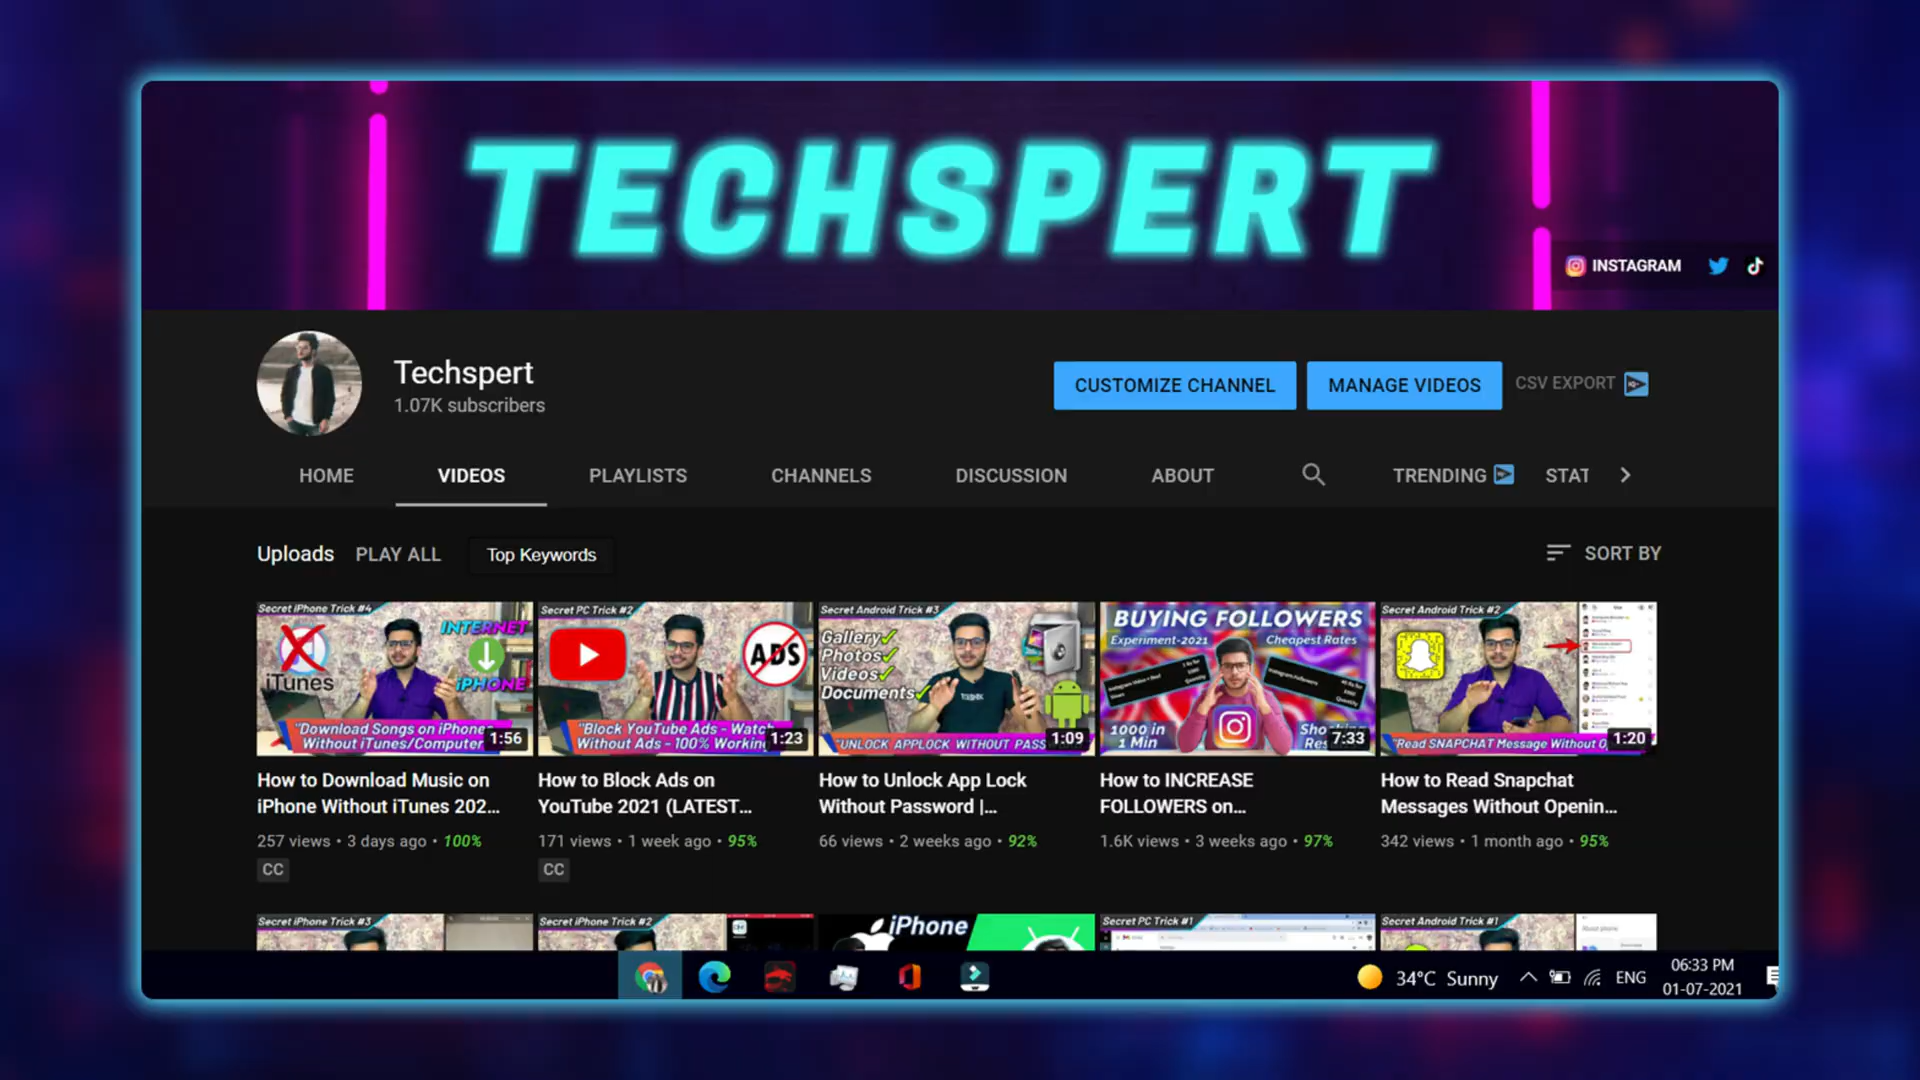 TECHSPERT
INSTAGRAM
Techspert
1.07K subscribers
CUSTOMIZE CHANNEL
MANAGE VIDEOS
CSV EXPORT
HOME
VIDEOS
PLAYLISTS
CHANNELS
DISCUSSION
ABOUT
TRENDING
STAT
Uploads
PLAY ALL
Top Keywords
SORT BY
Secret iPhone Trick #4
INTERNET
iPHONE
iTunes
"Download Songs on iPhone
Without iTunes/Computer
1:56
How to Download Music on
iPhone Without iTunes 202...
257 views • 3 days ago • 100%
CC
Secret PC Trick #2
ADS
"Block YouTube Ads - Watch
Without Ads - 100% Working
1:23
How to Block Ads on
YouTube 2021 (LATEST...
171 views • 1 week ago • 95%
CC
Secret Android Trick #3
Gallery
Photos
Videos
Documents
"UNLOCK APPLOCK WITHOUT PASS
1:09
How to Unlock App Lock
Without Password |...
66 views • 2 weeks ago • 92%
BUYING FOLLOWERS
Experiment-2021
Cheapest Rates
1000 in
1 Min
7:33
How to INCREASE
FOLLOWERS on...
1.6K views • 3 weeks ago • 97%
Secret Android Trick #2
"Read SNAPCHAT Message Without O
1:20
How to Read Snapchat
Messages Without Openin...
342 views • 1 month ago • 95%
Secret iPhone Trick #3
Secret iPhone Trick #2
iPhone
Secret PC Trick #1
Secret Android Trick #1
34°C Sunny
ENG
06:33 PM
01-07-2021